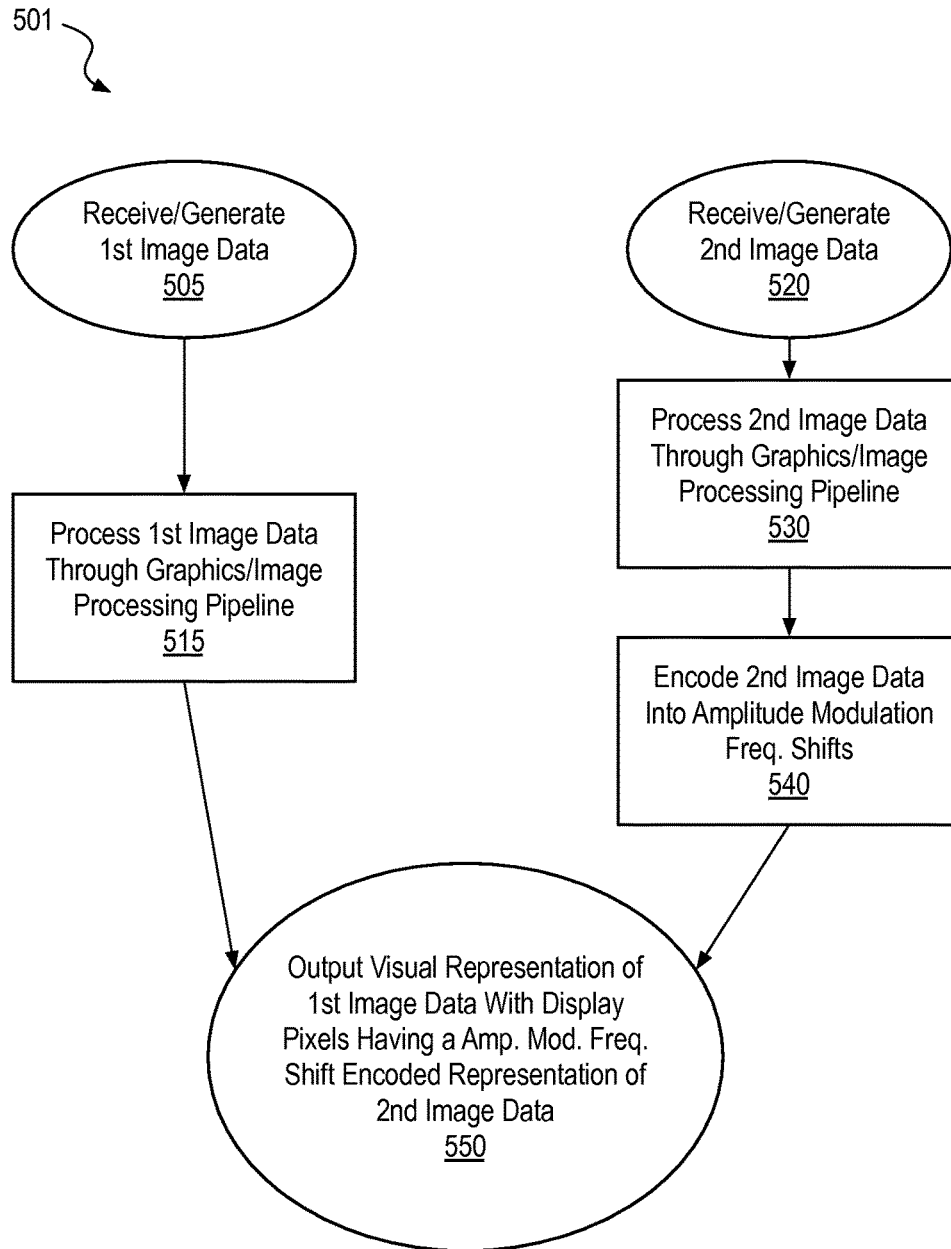 501
Receive/Generate
1st Image Data
505
Receive/Generate
2nd Image Data
520
Process 2nd Image Data
Through Graphics/Image
Processing Pipeline
530
Process 1st Image Data
Through Graphics/Image
Processing Pipeline
515
Encode 2nd Image Data
Into Amplitude Modulation
Freq. Shifts
540
Output Visual Representation of
1st Image Data With Display
Pixels Having a Amp. Mod. Freq.
Shift Encoded Representation of
2nd Image Data
550